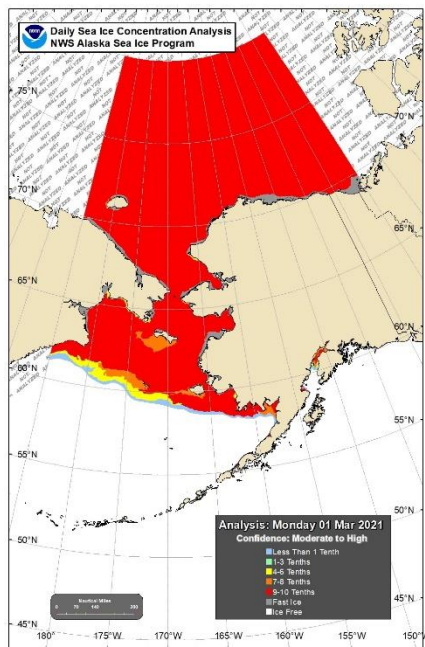 Daily Sea Ice Concentration Analysis
NWS Alaska Sea Ice Program
NOT ANALYZED
75°N
70°N
70°N
65°N
65°N
60°N
60°N
55°N
55°N
50°N
50°N
45°N
45°N
Analysis: Monday 01 Mar 2021
Confidence: Moderate to High
Less Than 1 Tenth
1-3 Tenths
4-6 Tenths
7-8 Tenths
9-10 Tenths
Fast Ice
Ice Free
Nautical Miles
180°
175°W
170°W
165°W
160°W
155°W
150°W